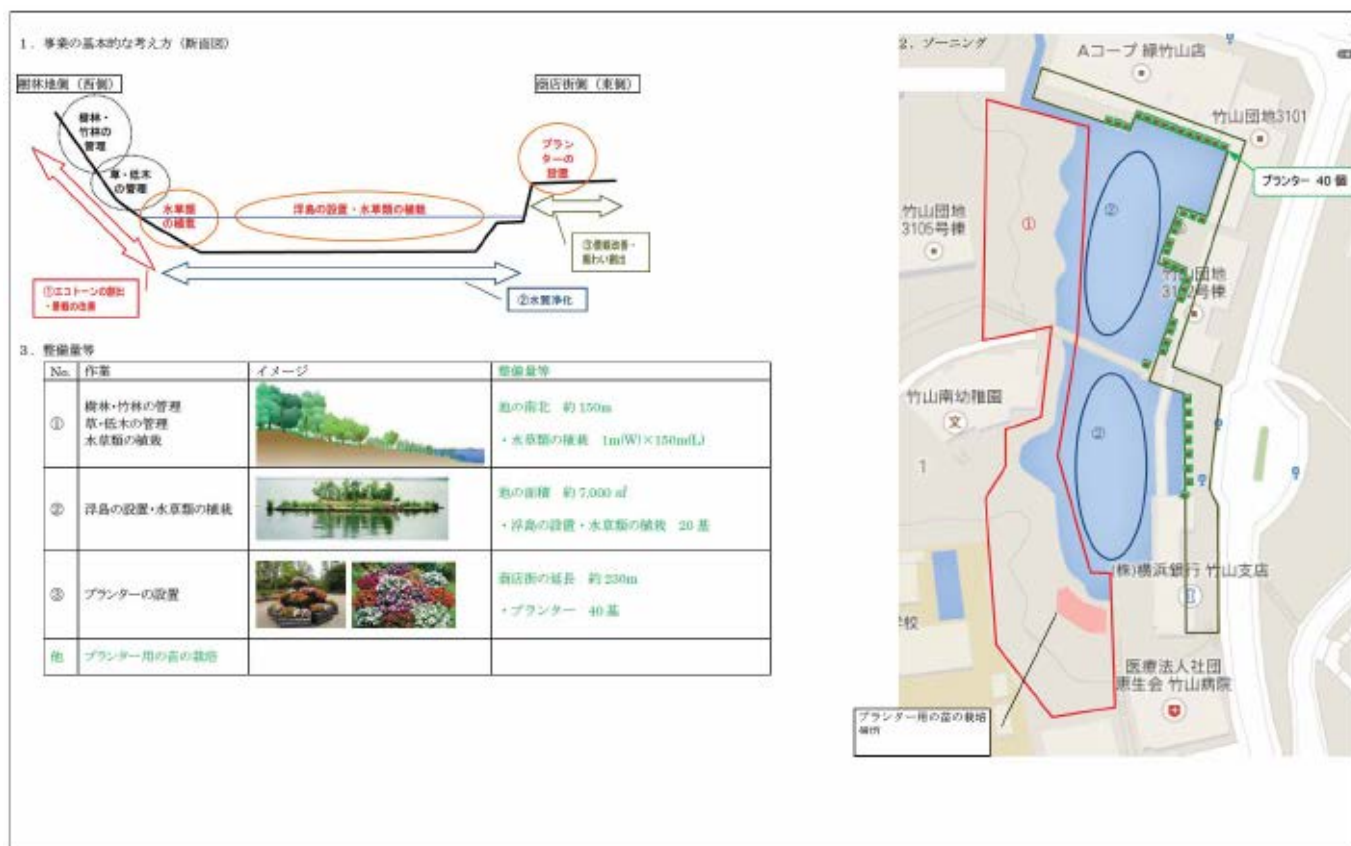 1. 事業の基本的な考え方（断面図）
樹林地側（西側）
商店街側（東側）
樹林・
竹林の
管理
草・低木
の管理
水草類
の植栽
浮島の設置・水草類の植栽
プラン
ターの
設置
①エコトーンの創出
・景観の改善
②水質浄化
③景観改善・
賑わい創出
2. ゾーニング
Aコープ 緑竹山店
竹山団地3101
プランター 40個
竹山団地
3105号棟
①
②
竹山団地
竹山南幼稚園
文
②
1
(株)横浜銀行 竹山支店
医療法人社団
恵生会 竹山病院
プランター用の苗の栽培
個所
3. 整備量等
No. 作業 イメージ 整備量等
① 樹林・竹林の管理
草・低木の管理
水草類の植栽
池の南北 約150m
・水草類の植栽 1m(W)×150m(L)
② 浮島の設置・水草類の植栽
池の面積 約7,000㎡
・浮島の設置・水草類の植栽 20基
③ プランターの設置
商店街の延長 約230m
・プランター 40基
他 プランター用の苗の栽培